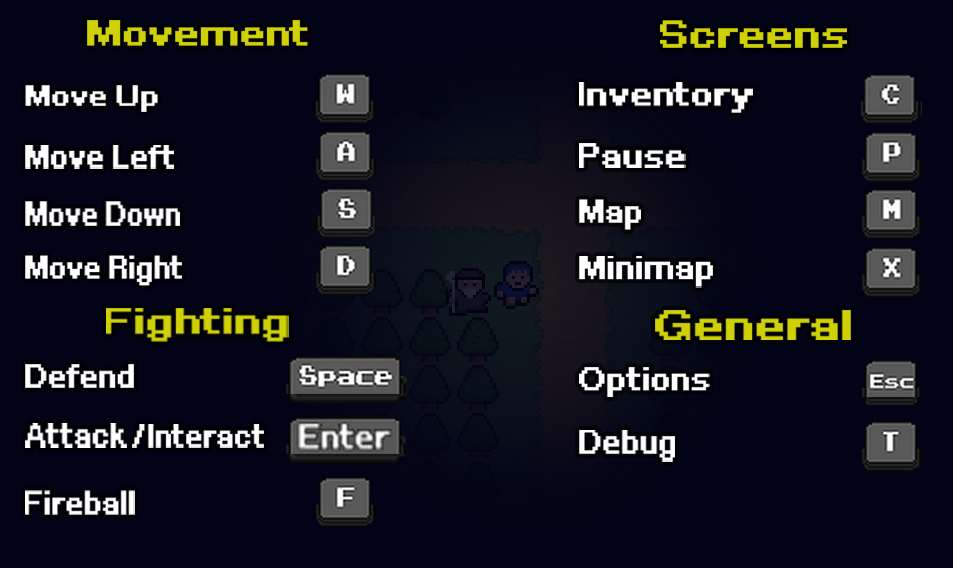 Movement
Move Up W
Move Left A
Move Down S
Move Right D
Fighting
Defend Space
Attack/Interact Enter
Fireball F
Screens
Inventory C
Pause P
Map M
Minimap X
General
Options Esc
Debug T